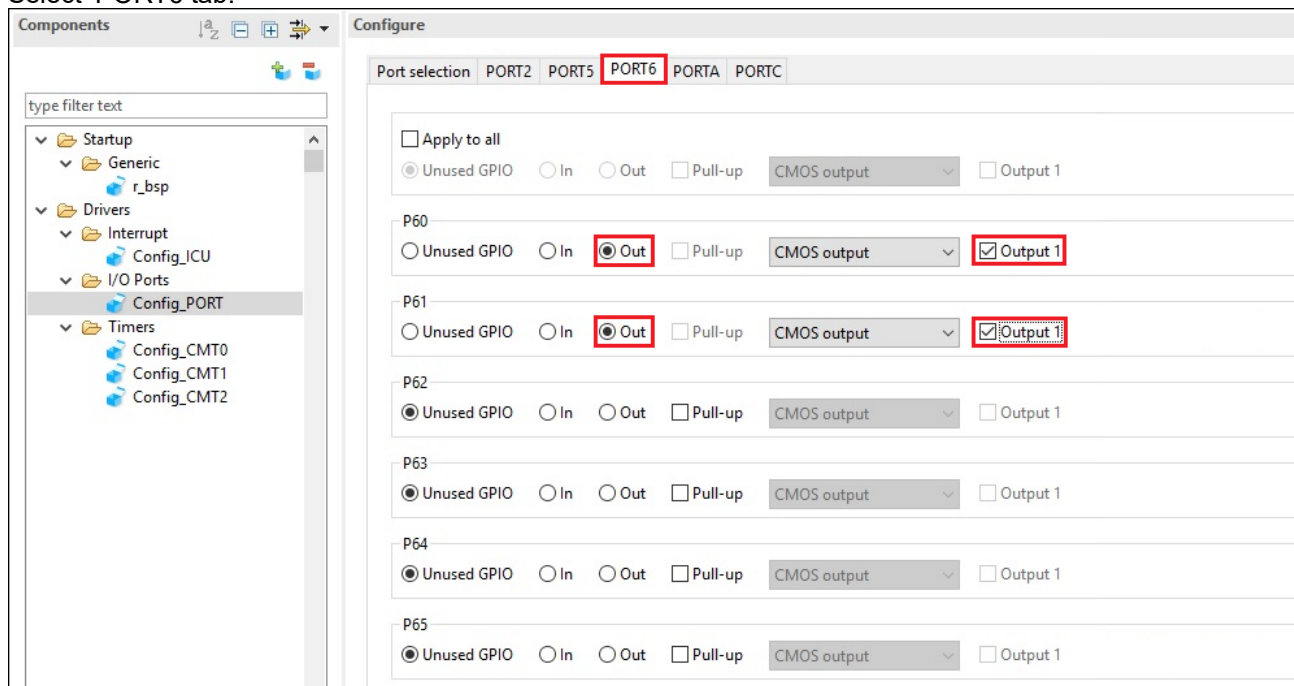 Select 'PORT6' tab.
Components
Configure
Port selection PORT2 PORT5 PORT6 PORTA PORTC
type filter text
Startup
Generic
r_bsp
Drivers
Interrupt
Config_ICU
I/O Ports
Config_PORT
Timers
Config_CMT0
Config_CMT1
Config_CMT2
Apply to all
Unused GPIO In Out Pull-up CMOS output Output 1
P60
Unused GPIO In Out Pull-up CMOS output Output 1
P61
Unused GPIO In Out Pull-up CMOS output Output 1
P62
Unused GPIO In Out Pull-up CMOS output Output 1
P63
Unused GPIO In Out Pull-up CMOS output Output 1
P64
Unused GPIO In Out Pull-up CMOS output Output 1
P65
Unused GPIO In Out Pull-up CMOS output Output 1